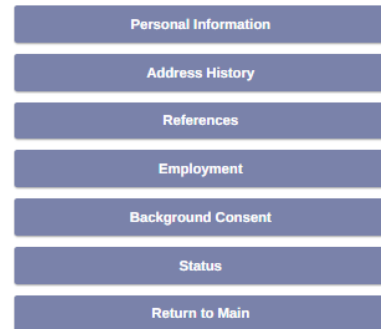 Personal Information
Address History
References
Employment
Background Consent
Status
Return to Main